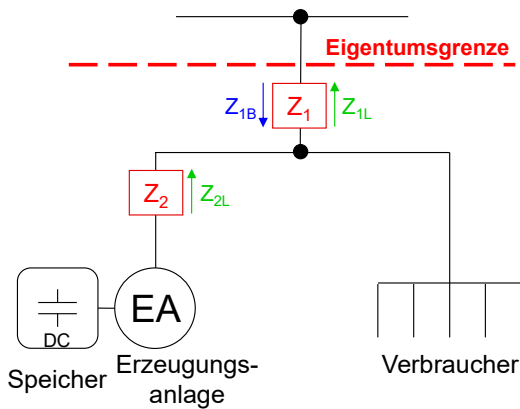 Eigentumsgrenze
Z1B
Z1
Z1L
Z2
Z2L
EA
DC
Speicher
Erzeugungs-
anlage
Verbraucher